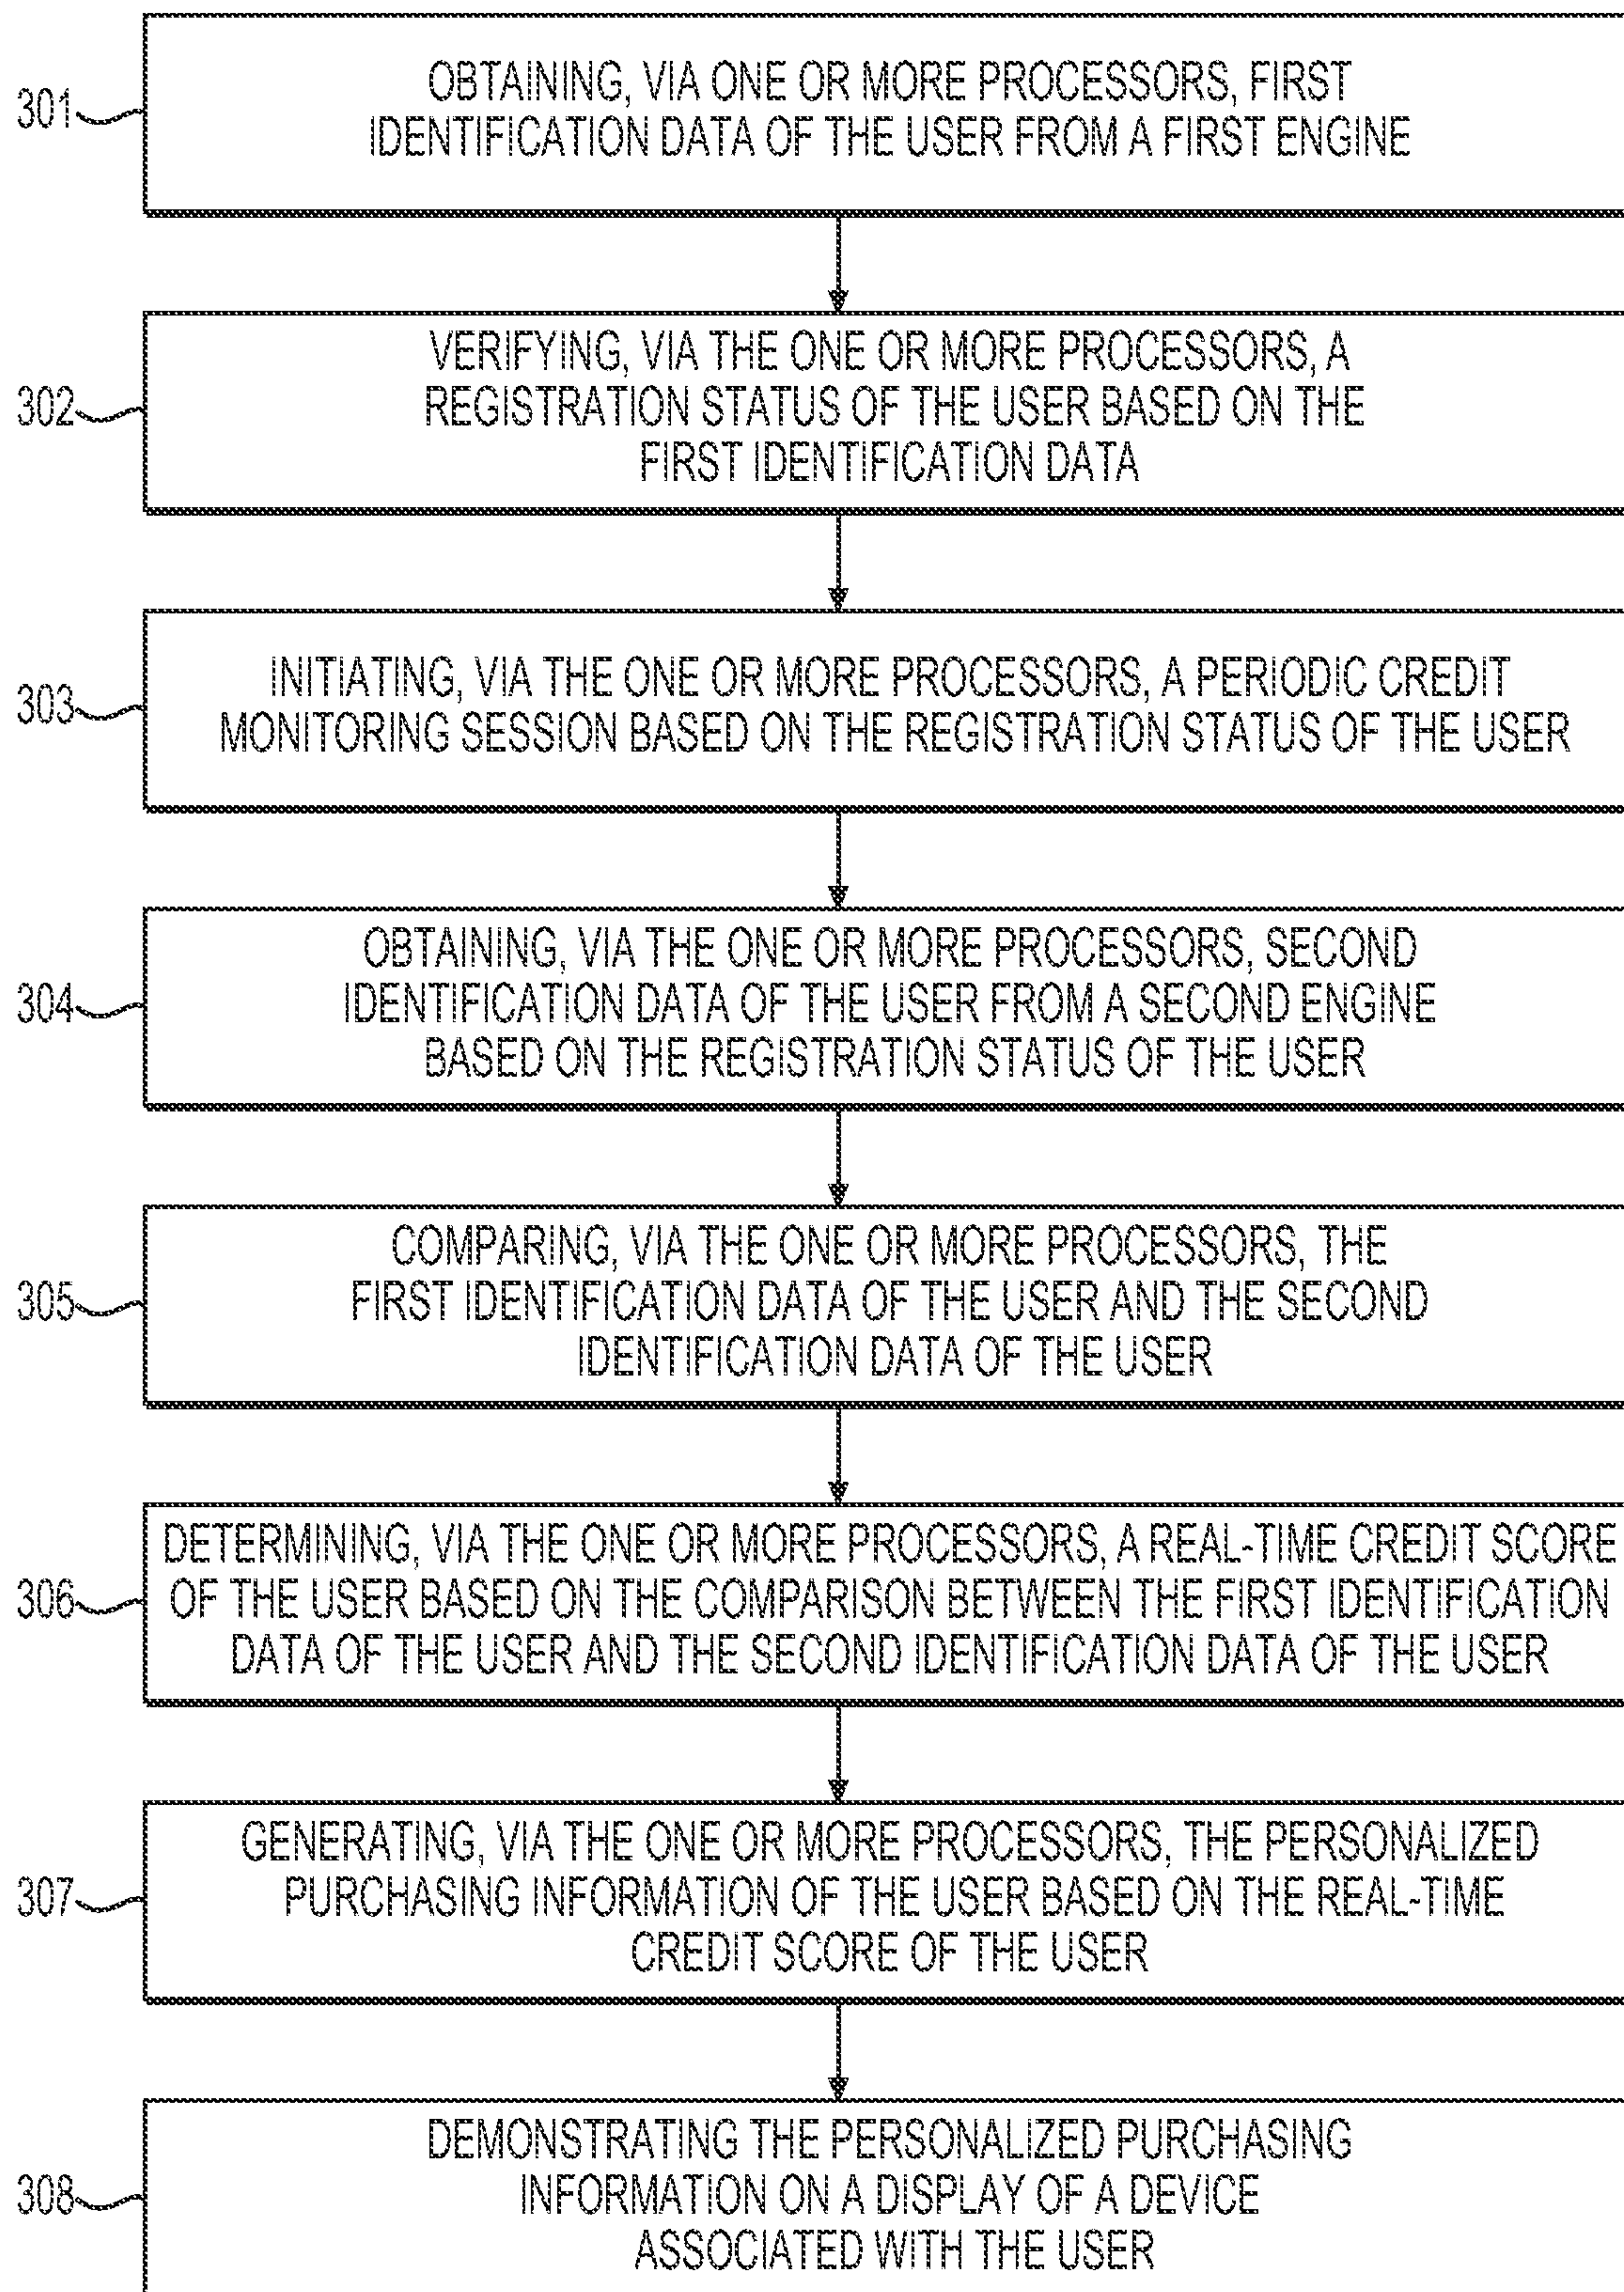 301
OBTAINING, VIA ONE OR MORE PROCESSORS, FIRST
IDENTIFICATION DATA OF THE USER FROM A FIRST ENGINE
302
VERIFYING, VIA THE ONE OR MORE PROCESSORS, A
REGISTRATION STATUS OF THE USER BASED ON THE
FIRST IDENTIFICATION DATA
303
INITIATING, VIA THE ONE OR MORE PROCESSORS, A PERIODIC CREDIT
MONITORING SESSION BASED ON THE REGISTRATION STATUS OF THE USER
304
OBTAINING, VIA THE ONE OR MORE PROCESSORS, SECOND
IDENTIFICATION DATA OF THE USER FROM A SECOND ENGINE
BASED ON THE REGISTRATION STATUS OF THE USER
305
COMPARING, VIA THE ONE OR MORE PROCESSORS, THE
FIRST IDENTIFICATION DATA OF THE USER AND THE SECOND
IDENTIFICATION DATA OF THE USER
306
DETERMINING, VIA THE ONE OR MORE PROCESSORS, A REAL-TIME CREDIT SCORE
OF THE USER BASED ON THE COMPARISON BETWEEN THE FIRST IDENTIFICATION
DATA OF THE USER AND THE SECOND IDENTIFICATION DATA OF THE USER
307
GENERATING, VIA THE ONE OR MORE PROCESSORS, THE PERSONALIZED
PURCHASING INFORMATION OF THE USER BASED ON THE REAL-TIME
CREDIT SCORE OF THE USER
308
DEMONSTRATING THE PERSONALIZED PURCHASING
INFORMATION ON A DISPLAY OF A DEVICE
ASSOCIATED WITH THE USER